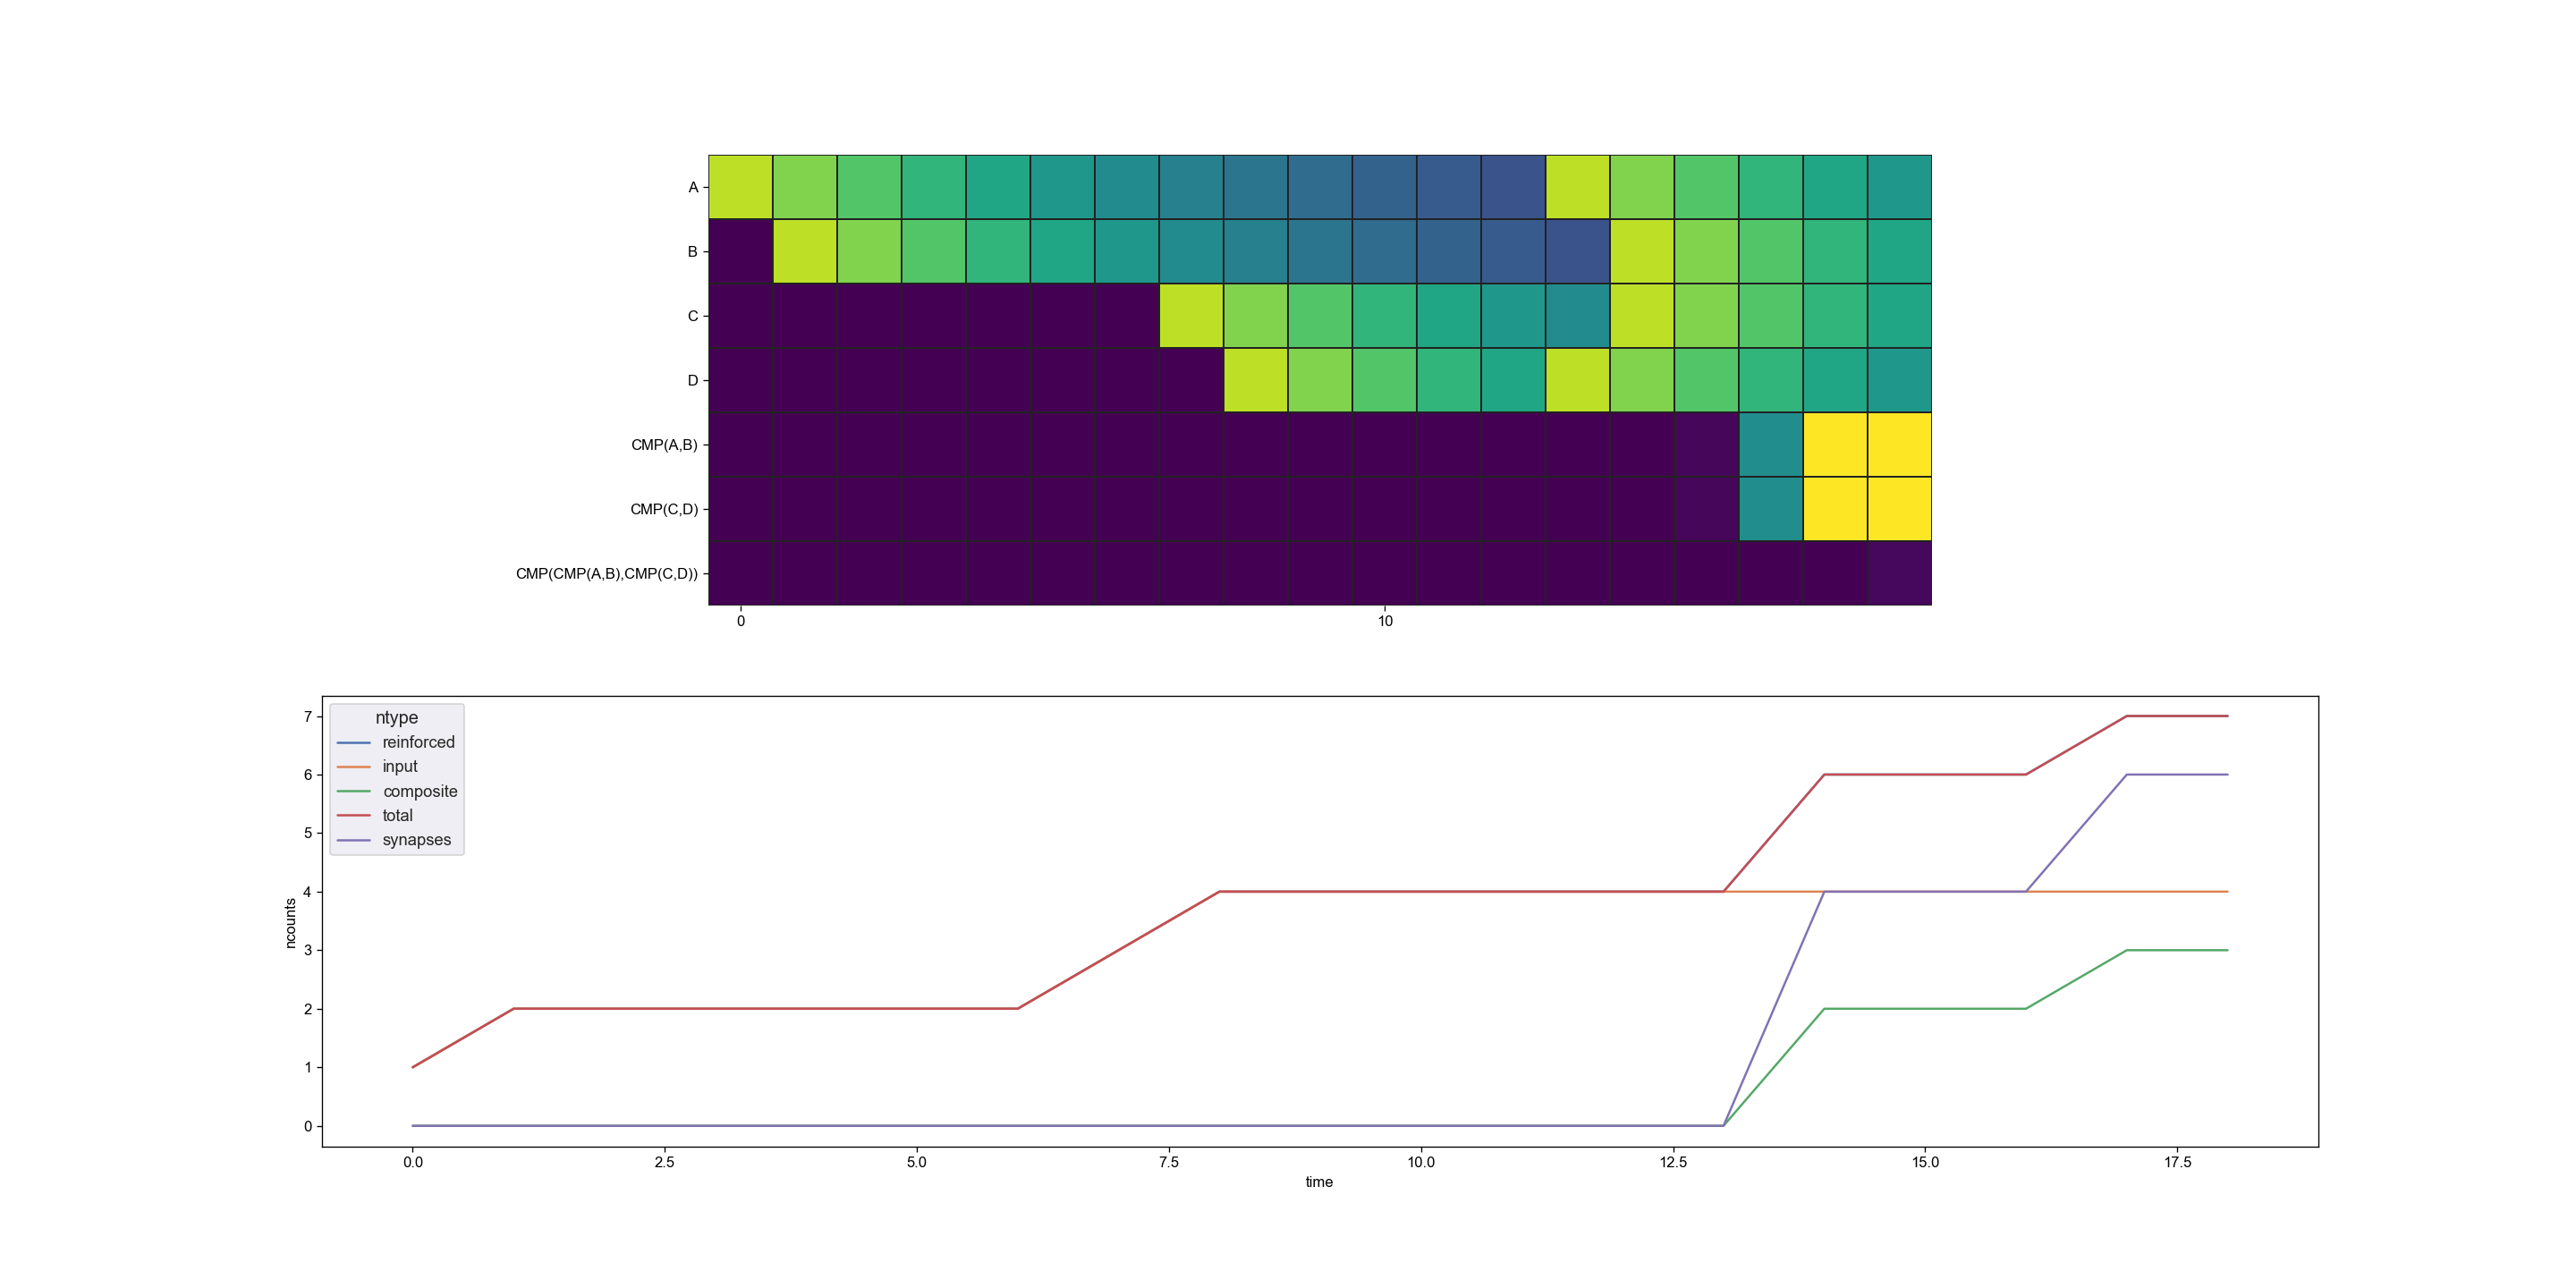 A
B
C
D
CMP(A,B)
CMP(C,D)
CMP(CMP(A,B),CMP(C,D))
0 10
ntype
reinforced
input
composite
total
synapses
7
6
5
4
3
2
1
0
ncounts
0.0 2.5 5.0 7.5 10.0 12.5 15.0 17.5
time